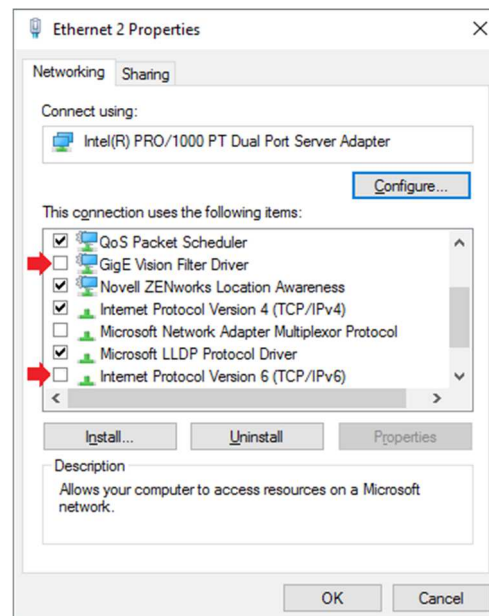 Ethernet 2 Properties
Networking Sharing
Connect using:
Intel(R) PRO/1000 PT Dual Port Server Adapter
Configure...
This connection uses the following items:
QoS Packet Scheduler
GigE Vision Filter Driver
Novell ZENworks Location Awareness
Internet Protocol Version 4 (TCP/IPv4)
Microsoft Network Adapter Multiplexor Protocol
Microsoft LLDP Protocol Driver
Internet Protocol Version 6 (TCP/IPv6)
Install... Uninstall Properties
Description
Allows your computer to access resources on a Microsoft
network.
OK Cancel